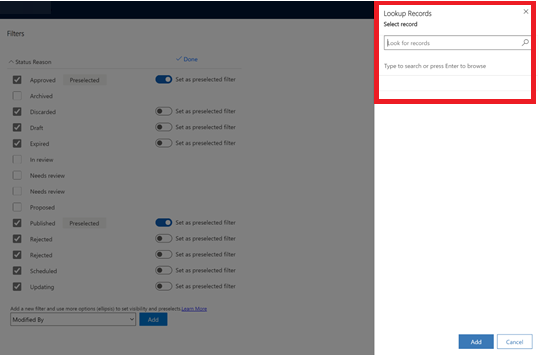 Filters
Status Reason
Done
Approved Preselected Set as preselected filter
Archived
Discarded Set as preselected filter
Draft Set as preselected filter
Expired Set as preselected filter
In review
Needs review
Needs review
Proposed
Published Preselected Set as preselected filter
Rejected Set as preselected filter
Rejected Set as preselected filter
Scheduled Set as preselected filter
Updating Set as preselected filter
Add a new filter and use more options (ellipsis) to set visibility and preselects. Learn More
Modified By Add
Lookup Records
Select record
Look for records
Type to search or press Enter to browse
Add Cancel